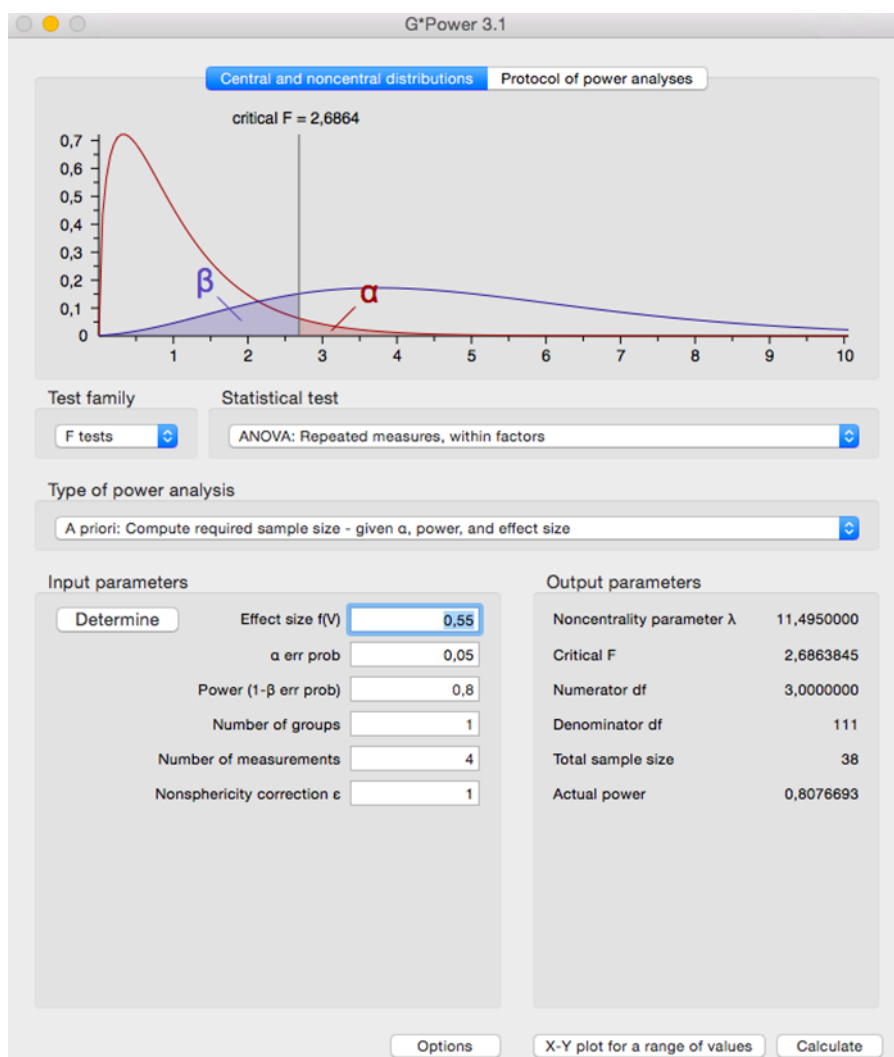 G*Power 3.1
Central and noncentral distributions Protocol of power analyses
critical F = 2,6864
0,7
0,6
0,5
0,4
0,3
0,2
0,1
0
β
α
1 2 3 4 5 6 7 8 9 10
Test family Statistical test
F tests ANOVA: Repeated measures, within factors
Type of power analysis
A priori: Compute required sample size - given α, power, and effect size
Input parameters Output parameters
Determine Effect size f(V) 0,55 Noncentrality parameter λ 11,4950000
α err prob 0,05 Critical F 2,6863845
Power (1-β err prob) 0,8 Numerator df 3,0000000
Number of groups 1 Denominator df 111
Number of measurements 4 Total sample size 38
Nonsphericity correction ε 1 Actual power 0,8076693
Options X-Y plot for a range of values Calculate